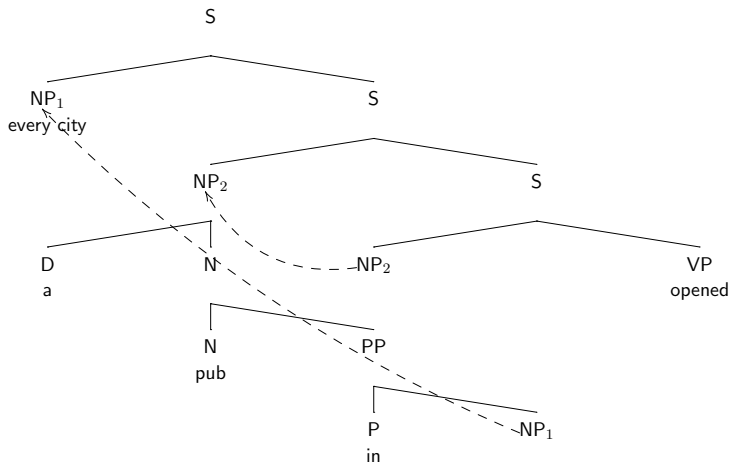 S
NP₁ S
every city
NP₂ S
D N NP₂ VP
a opened
N PP
pub
P NP₁
in